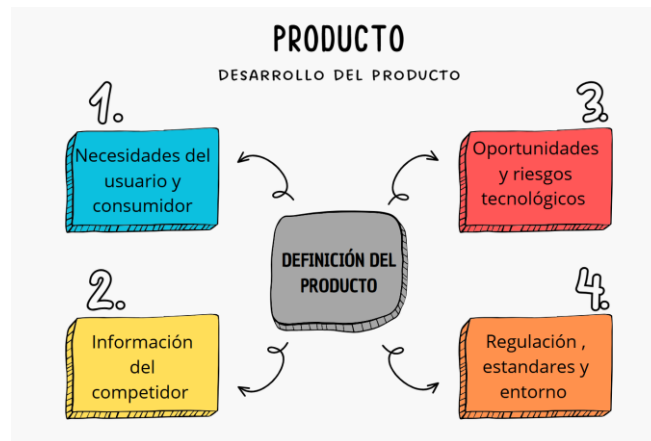 PRODUCTO
DESARROLLO DEL PRODUCTO
1.
Necesidades del
usuario y
consumidor
2.
Información
del
competidor
DEFINICIÓN DEL
PRODUCTO
3.
Oportunidades
y riesgos
tecnológicos
4.
Regulación ,
estandares y
entorno